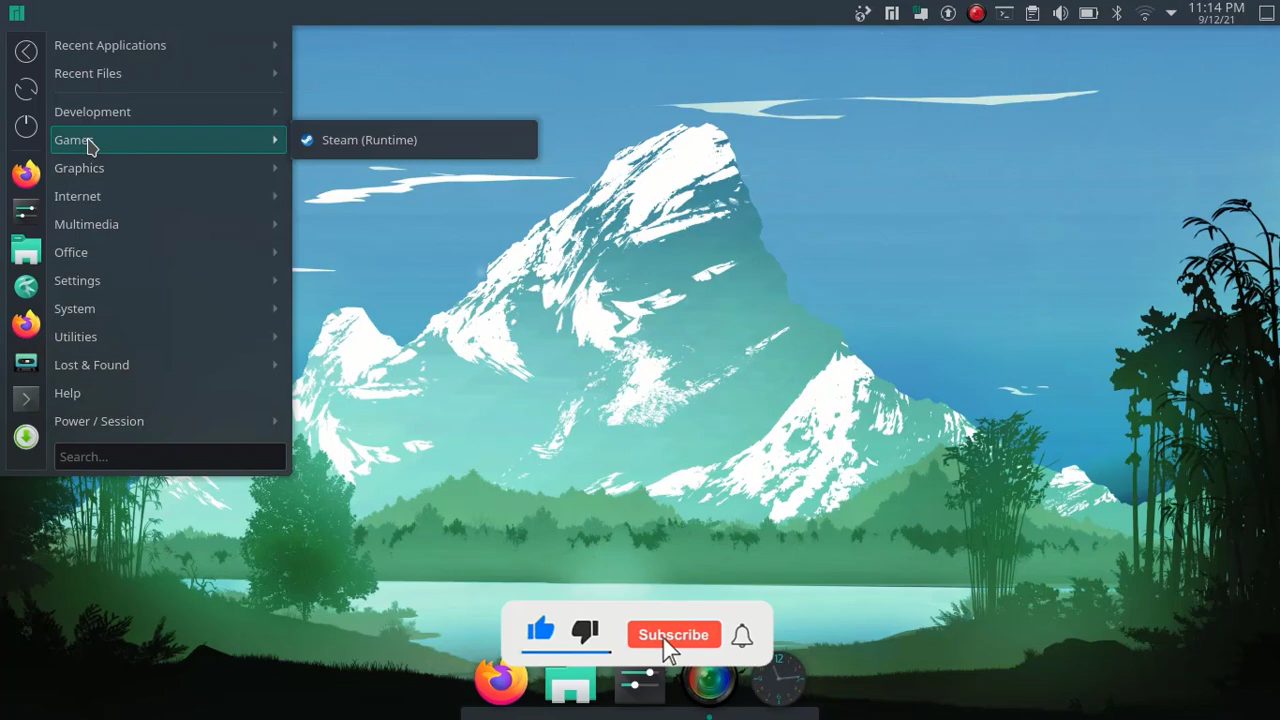 11:14 PM
9/12/21
Recent Applications
Recent Files
Development
Games
Steam (Runtime)
Graphics
Internet
Multimedia
Office
Settings
System
Utilities
Lost & Found
Help
Power / Session
Search...
Subscribe
12